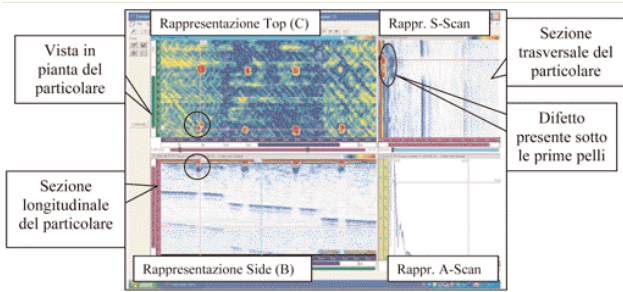 Rappresentazione Top (C)
Rappr. S-Scan
Vista in
pianta del
particolare
Sezione
trasversale del
particolare
Difetto
presente sotto
le prime pelli
Sezione
longitudinale
del particolare
Rappresentazione Side (B)
Rappr. A-Scan
start